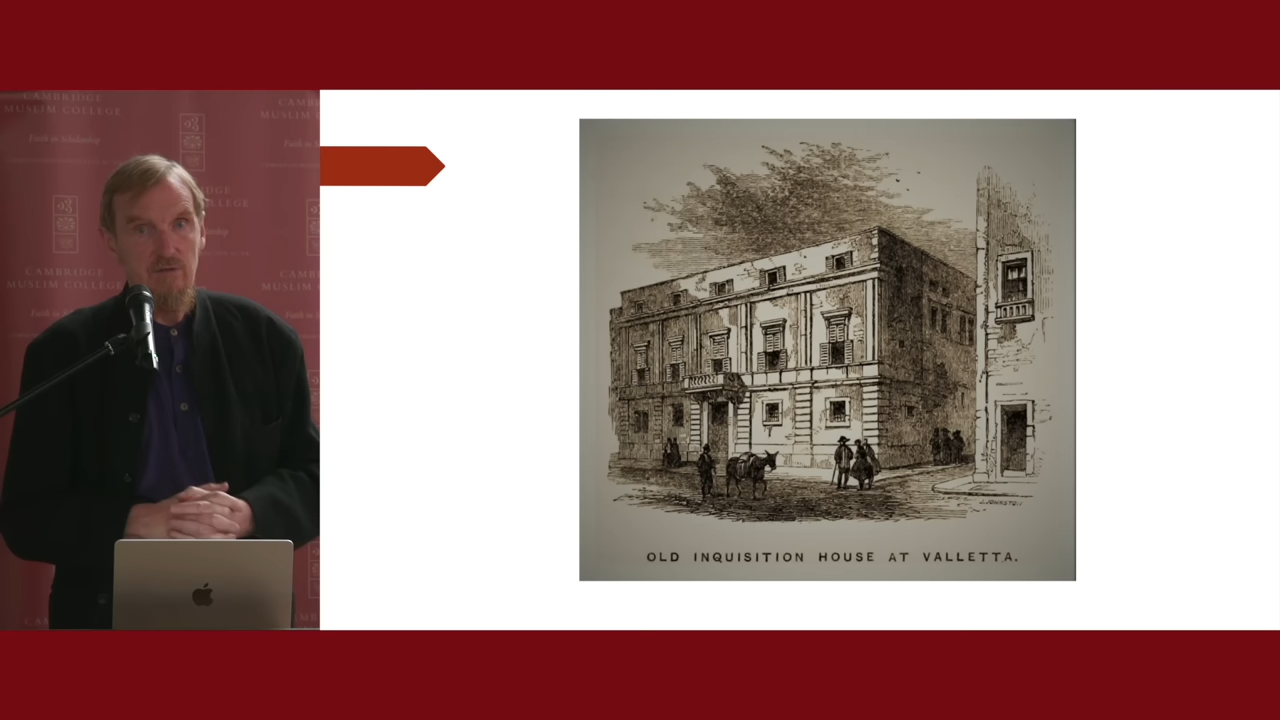 CAMBRIDGE
MUSLIM COLLEGE
Faith in Scholarship
CAMBRIDGE
MUSLIM COLLEGE
OLD INQUISITION HOUSE AT VALLETTA.